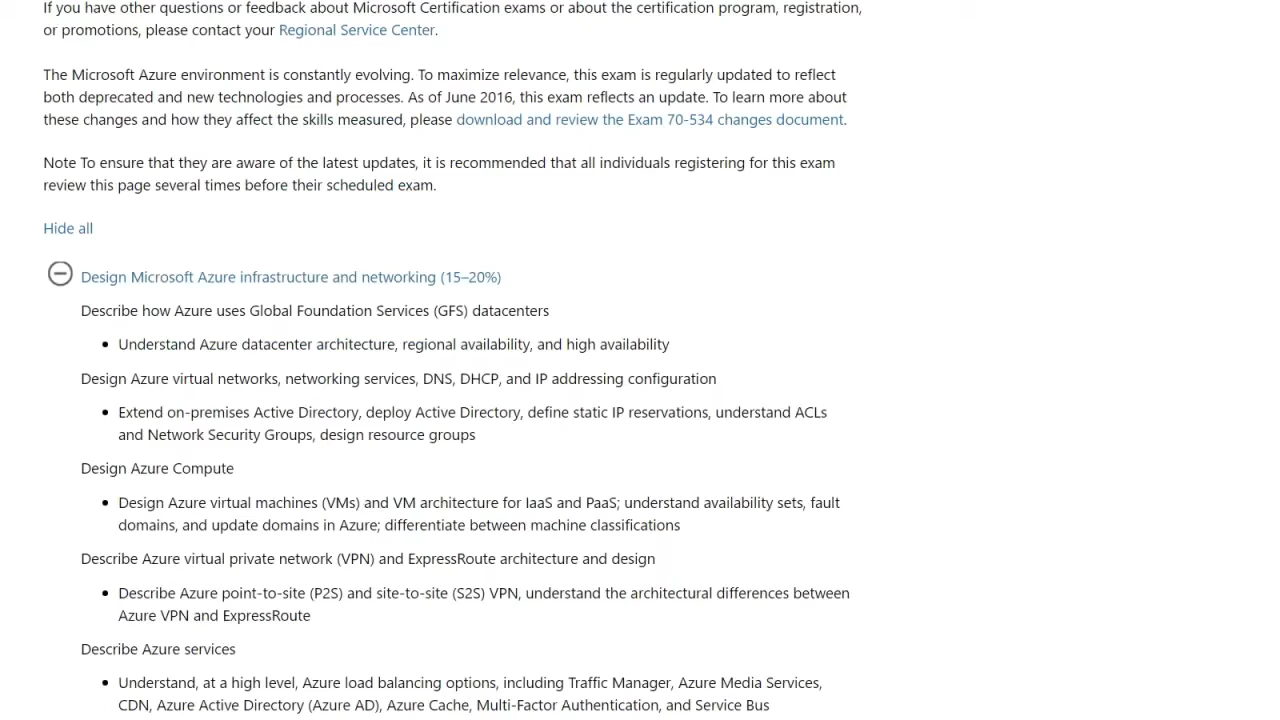 If you have other questions or feedback about Microsoft Certification exams or about the certification program, registration,
or promotions, please contact your Regional Service Center.
The Microsoft Azure environment is constantly evolving. To maximize relevance, this exam is regularly updated to reflect
both deprecated and new technologies and processes. As of June 2016, this exam reflects an update. To learn more about
these changes and how they affect the skills measured, please download and review the Exam 70-534 changes document.
Note To ensure that they are aware of the latest updates, it is recommended that all individuals registering for this exam
review this page several times before their scheduled exam.
Hide all
Design Microsoft Azure infrastructure and networking (15–20%)
Describe how Azure uses Global Foundation Services (GFS) datacenters
• Understand Azure datacenter architecture, regional availability, and high availability
Design Azure virtual networks, networking services, DNS, DHCP, and IP addressing configuration
• Extend on-premises Active Directory, deploy Active Directory, define static IP reservations, understand ACLs
and Network Security Groups, design resource groups
Design Azure Compute
• Design Azure virtual machines (VMs) and VM architecture for IaaS and PaaS; understand availability sets, fault
domains, and update domains in Azure; differentiate between machine classifications
Describe Azure virtual private network (VPN) and ExpressRoute architecture and design
• Describe Azure point-to-site (P2S) and site-to-site (S2S) VPN, understand the architectural differences between
Azure VPN and ExpressRoute
Describe Azure services
• Understand, at a high level, Azure load balancing options, including Traffic Manager, Azure Media Services,
CDN, Azure Active Directory (Azure AD), Azure Cache, Multi-Factor Authentication, and Service Bus